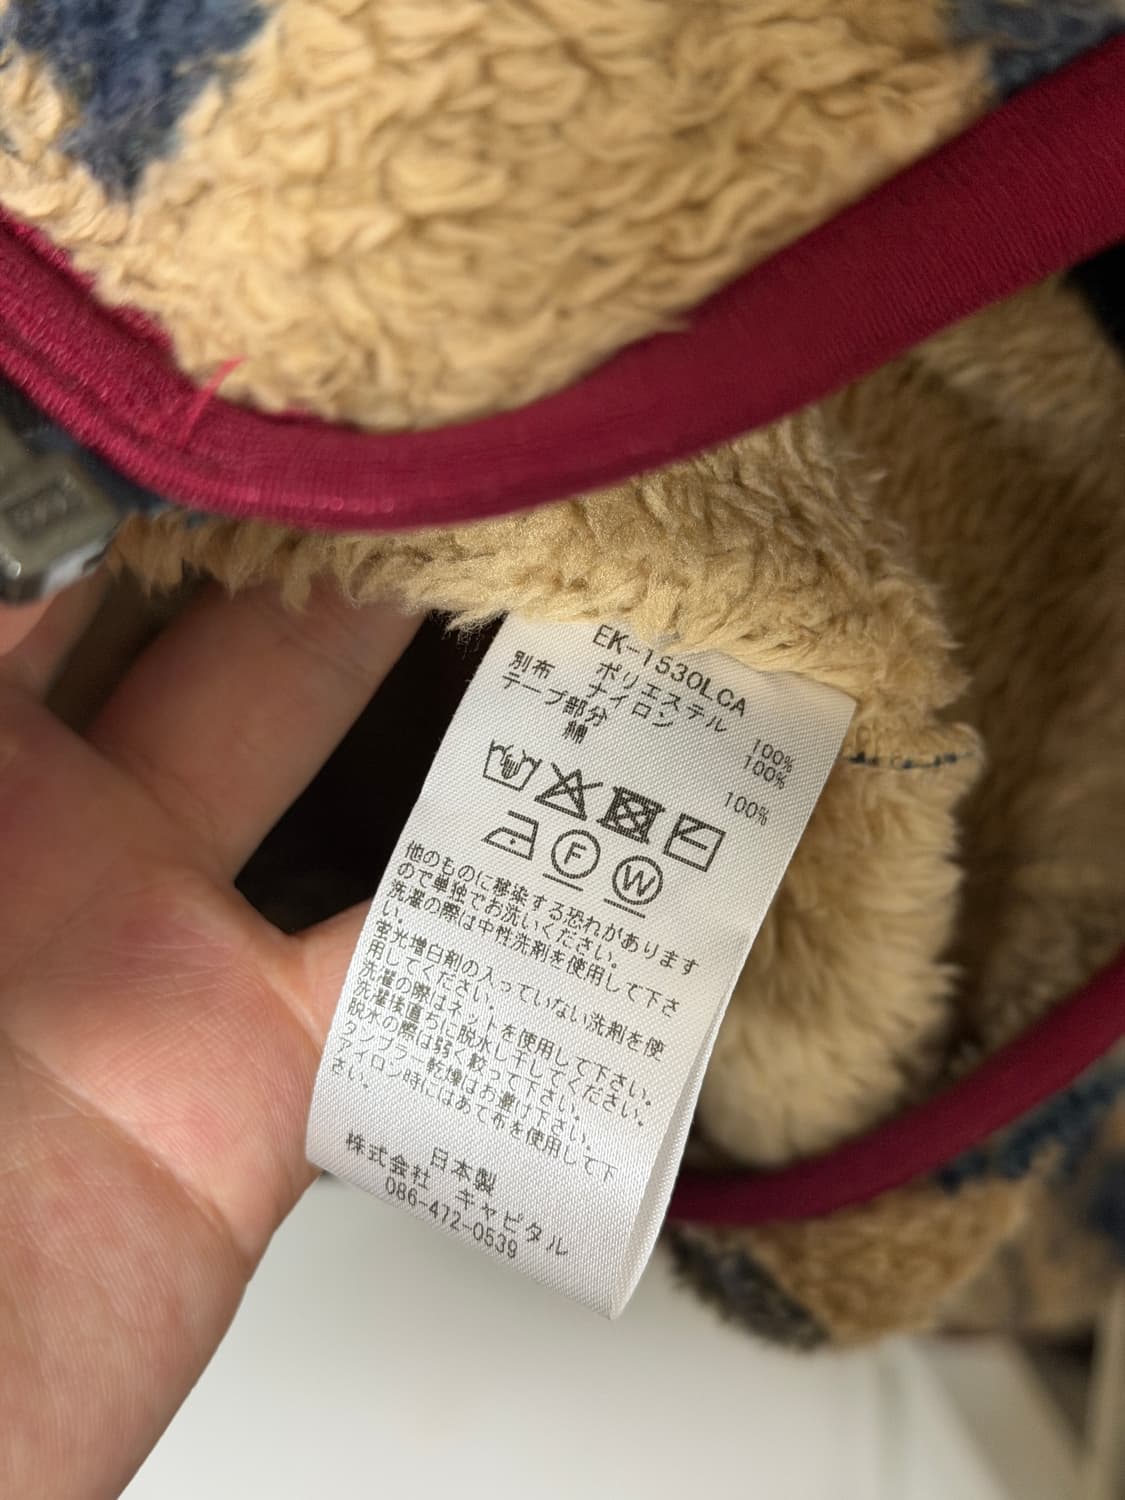 EK-1530LCA
ポリエステル 100%
別布 ナイロン 100%
テープ部分
綿 100%
F W
他のものに移染する恐れがあります
ので単独でお洗いください。
洗濯の際は中性洗剤を使用して下さ
い。
蛍光増白剤の入っていない洗剤を使
用してください。
洗濯の際はネットを使用して下さい。
洗濯後直ちに脱水し干してください。
脱水の際は弱く絞って下さい。
タンブラー乾燥はお避け下さい。
アイロン時にはあて布を使用して下
さい。
日本製
株式会社 キャピタル
086-472-0539